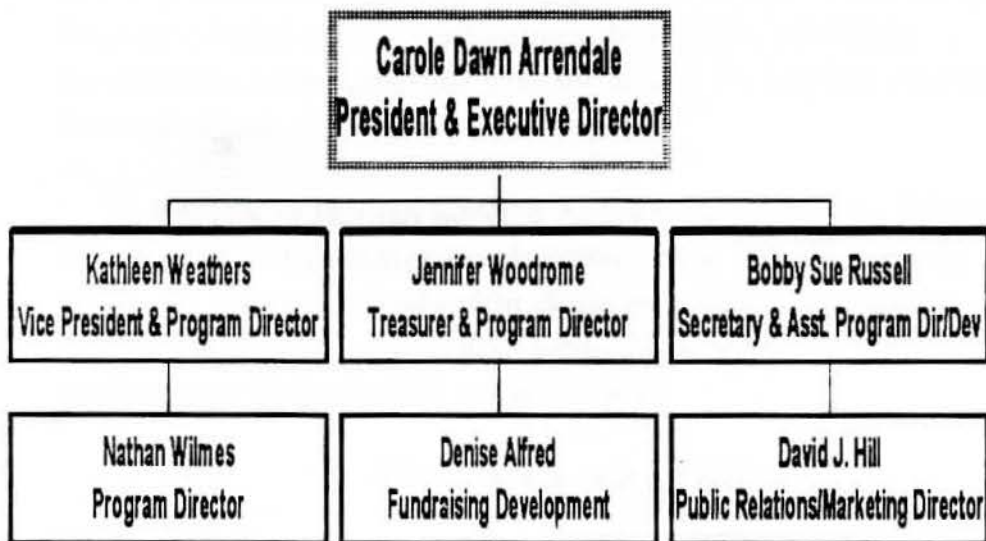 Carole Dawn Arrendale
President & Executive Director
Kathleen Weathers
Vice President & Program Director
Jennifer Woodrome
Treasurer & Program Director
Bobby Sue Russell
Secretary & Asst. Program Dir/Dev
Nathan Wilmes
Program Director
Denise Alfred
Fundraising Development
David J. Hill
Public Relations/Marketing Director